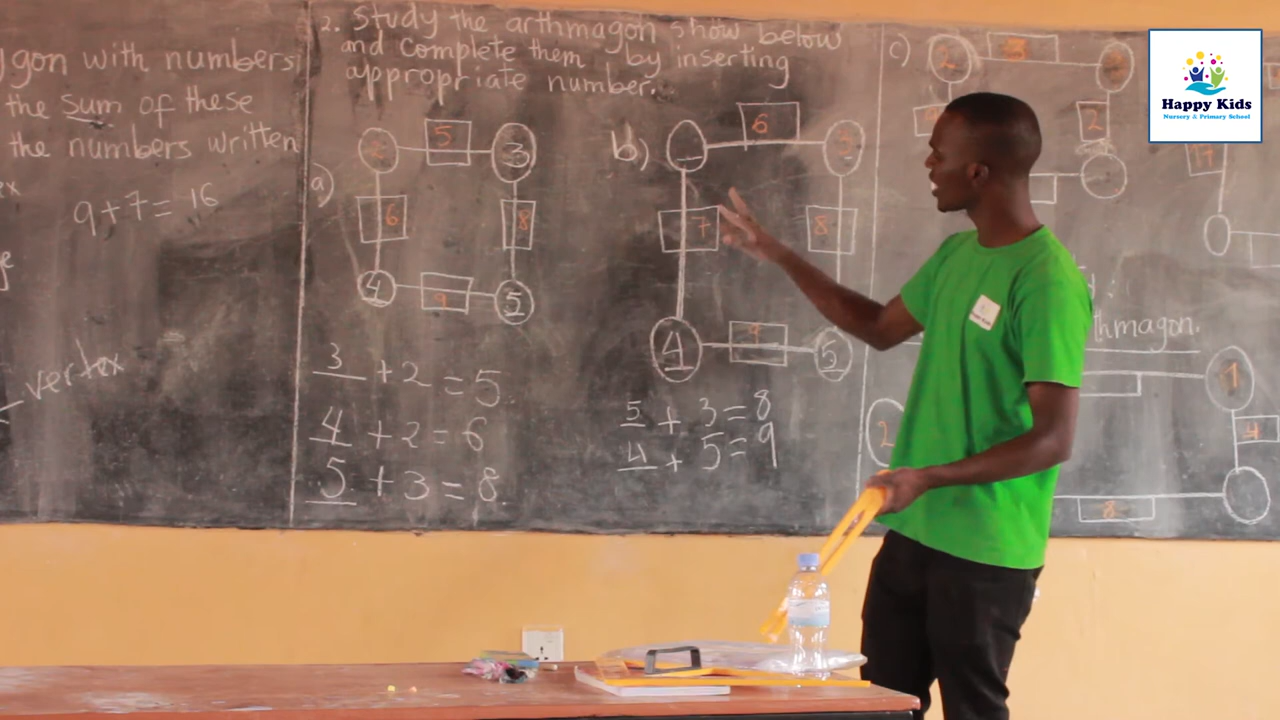 ygon with numbers
the sum of these
the numbers written
9+7= 16
vertex
2. Study the arthmagon show below
and complete them by inserting
appropriate number.
a)
2 5 3
6 8
4 9 5
3 + 2 = 5
4 + 2 = 6
5 + 3 = 8
b)
6 3
7 8
4 9 5
5 + 3 = 8
4 + 5 = 9
c)
2
2
17
thmagon.
1
2 4
8
Happy Kids
Nursery & Primary School